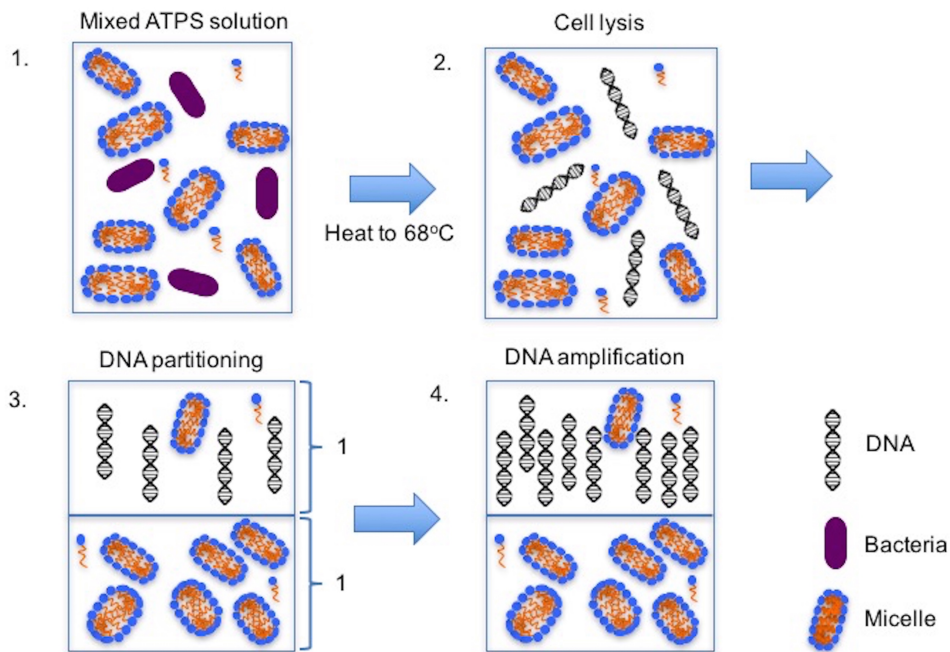 Mixed ATPS solution
1.
Cell lysis
2.
Heat to 68°C
DNA partitioning
3.
1
1
DNA amplification
4.
DNA
Bacteria
Micelle